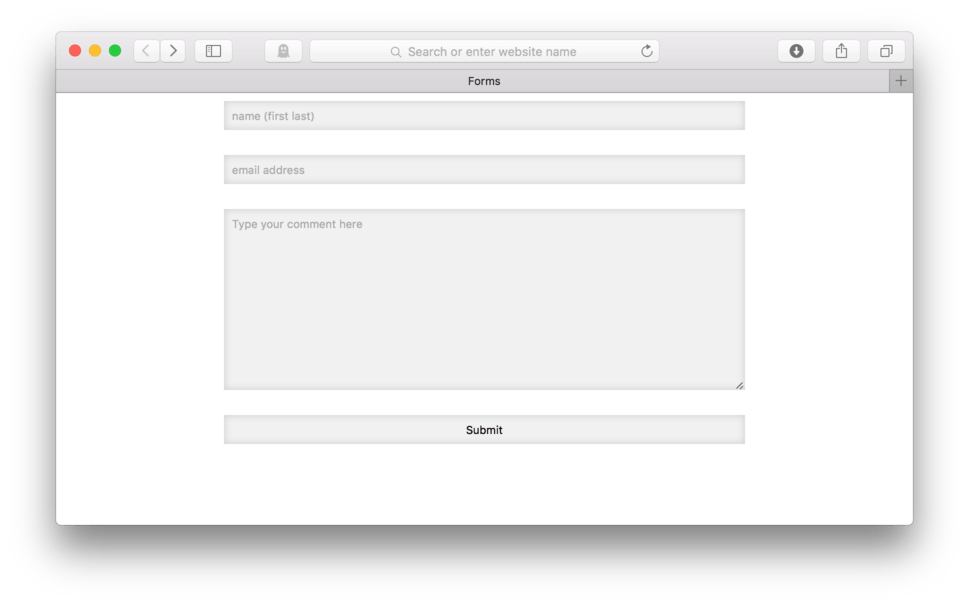 Search or enter website name
Forms
name (first last)
email address
Type your comment here
Submit